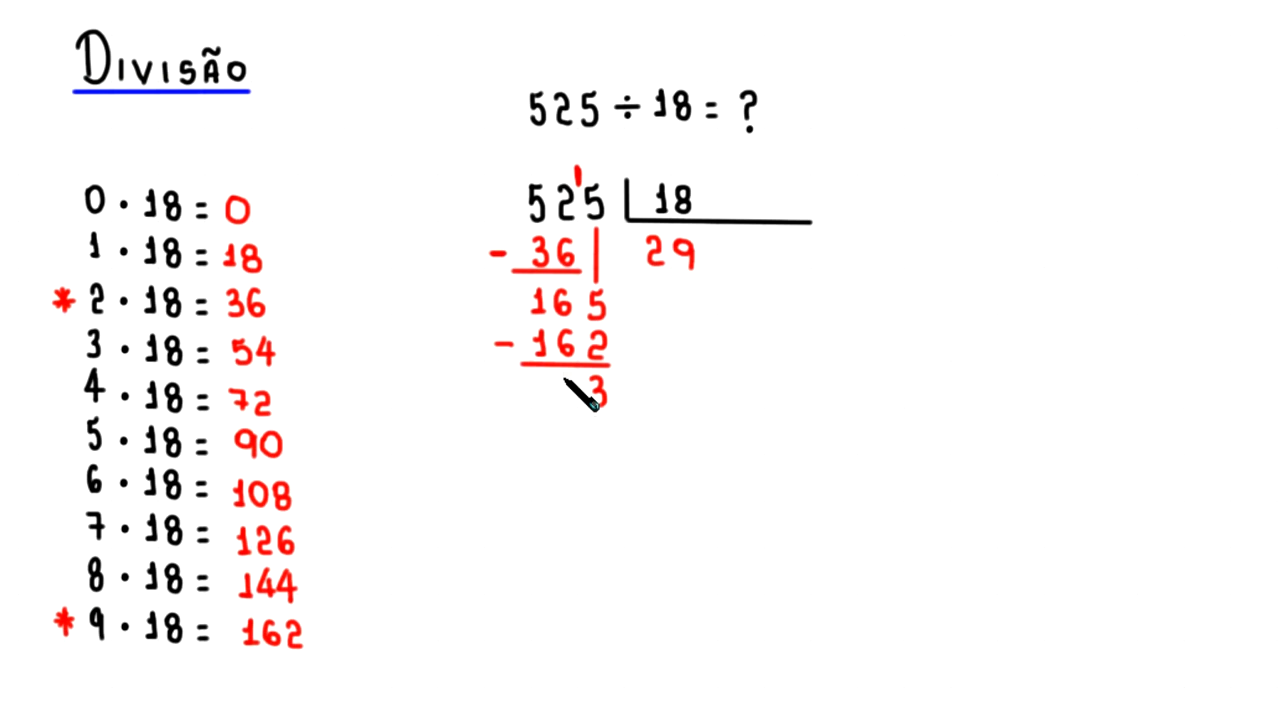 Divisão
0 · 18 = 0
1 · 18 = 18
* 2 · 18 = 36
3 · 18 = 54
4 · 18 = 72
5 · 18 = 90
6 · 18 = 108
7 · 18 = 126
8 · 18 = 144
* 9 · 18 = 162
525 ÷ 18 = ?
52'5 | 18
- 36 | 29
165
- 162
3